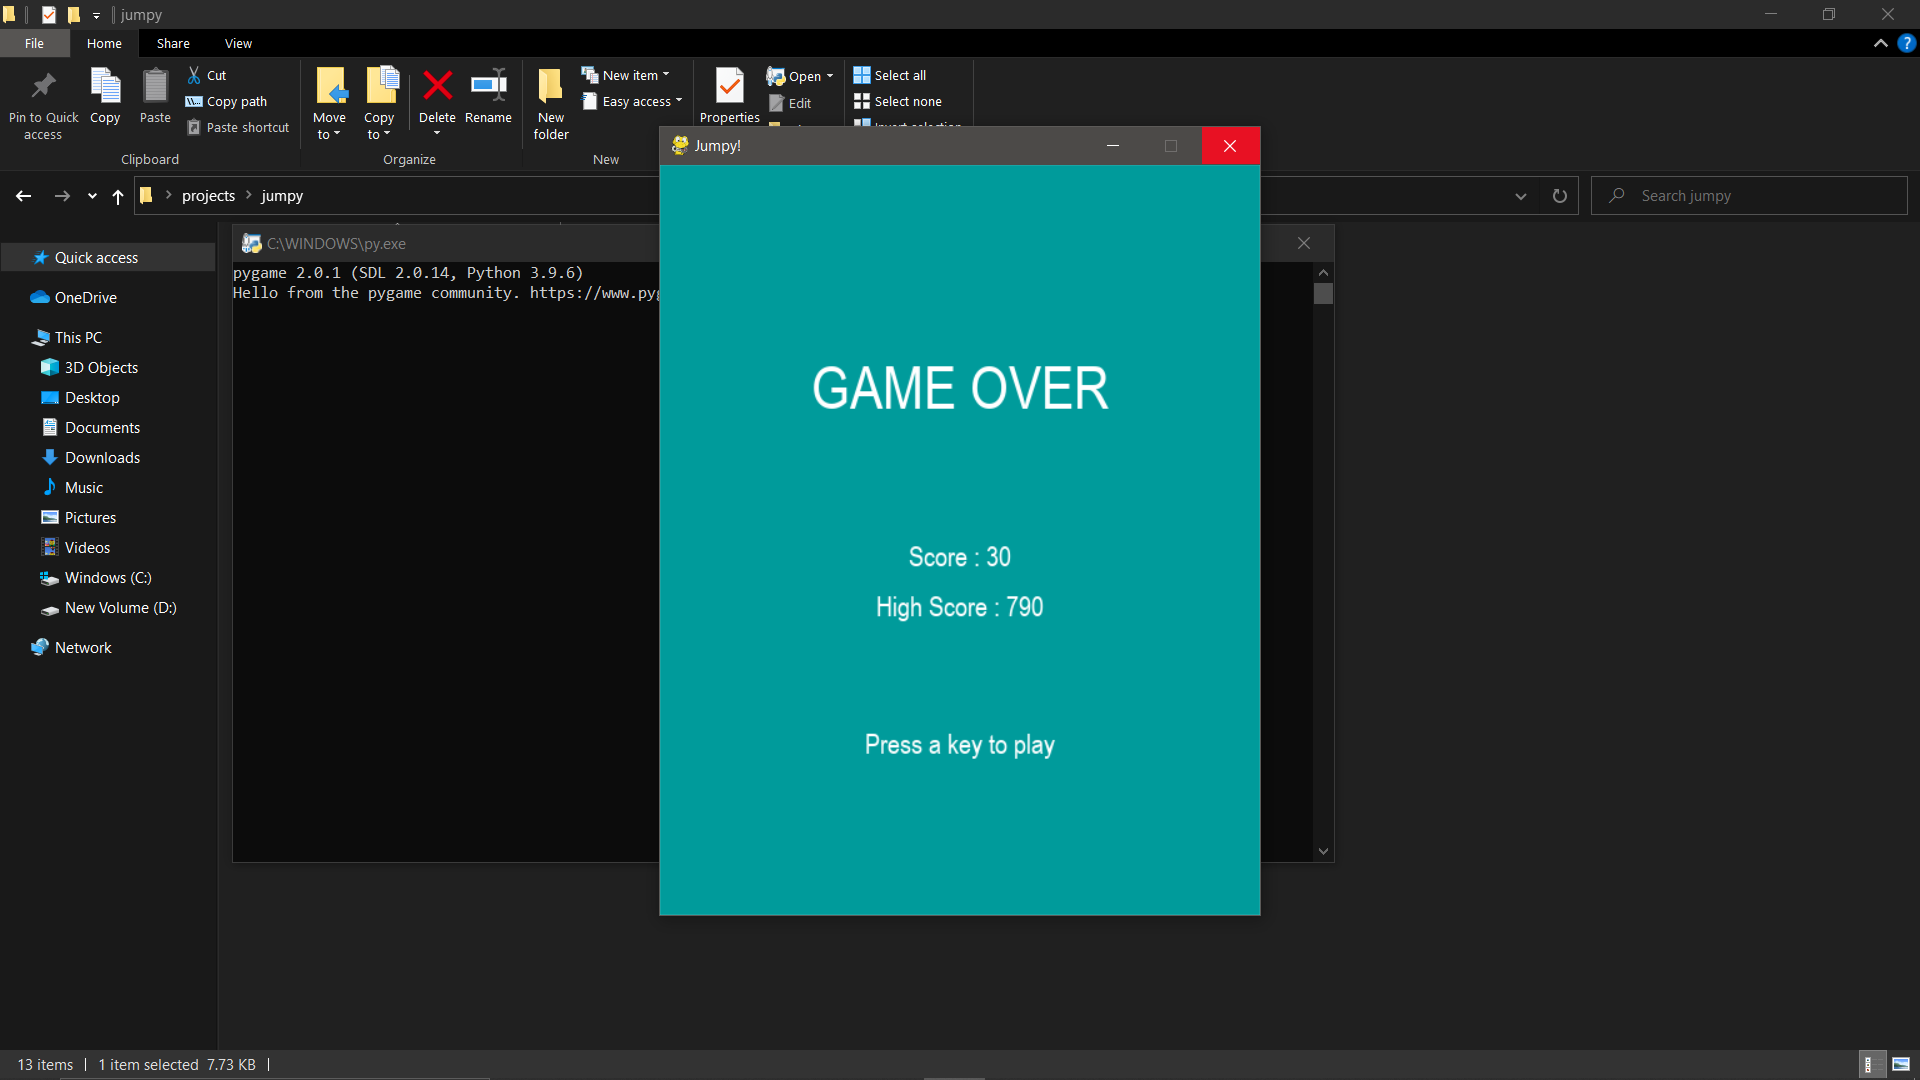 jumpy
File Home Share View
Pin to Quick access
Copy
Paste
Cut
Copy path
Paste shortcut
Clipboard
Move to
Copy to
Delete
Rename
Organize
New folder
New item
Easy access
New
Properties
Open
Edit
Select all
Select none
projects jumpy
Search jumpy
Quick access
OneDrive
This PC
3D Objects
Desktop
Documents
Downloads
Music
Pictures
Videos
Windows (C:)
New Volume (D:)
Network
C:\WINDOWS\py.exe
pygame 2.0.1 (SDL 2.0.14, Python 3.9.6)
Hello from the pygame community. https://www.pyg
Jumpy!
GAME OVER
Score : 30
High Score : 790
Press a key to play
13 items 1 item selected 7.73 KB